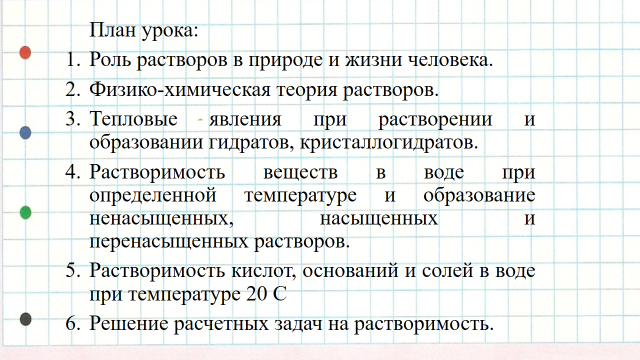 План урока:
1. Роль растворов в природе и жизни человека.
2. Физико-химическая теория растворов.
3. Тепловые явления при растворении и
образовании гидратов, кристаллогидратов.
4. Растворимость веществ в воде при
определенной температуре и образование
ненасыщенных, насыщенных и
перенасыщенных растворов.
5. Растворимость кислот, оснований и солей в воде
при температуре 20 С
6. Решение расчетных задач на растворимость.